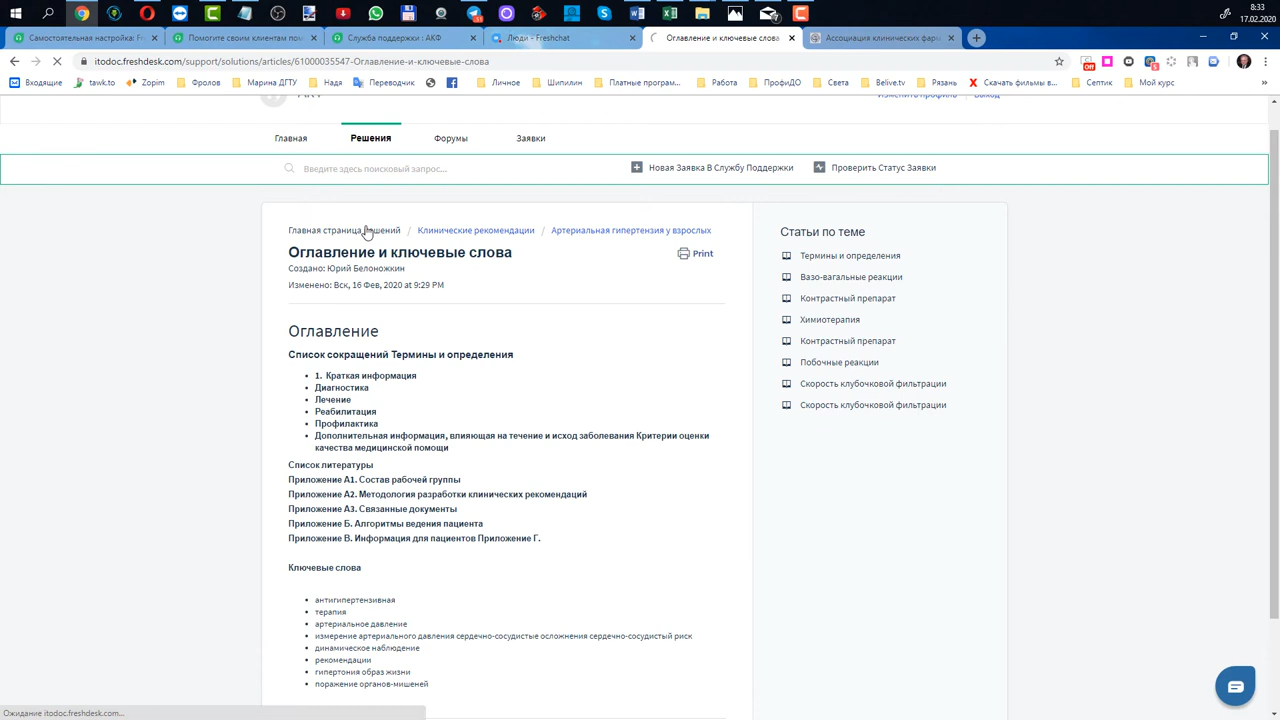 8:33
17.02.2020
Самостоятельная настройка: Fr
Помогите своим клиентам пом
Служба поддержки : АКФ
Люди - Freshchat
Оглавление и ключевые слова
Ассоциация клинических фарм
itodoc.freshdesk.com/support/solutions/articles/61000035547-Оглавление-и-ключевые-слова
Входящие
tawk.to
Zopim
Фролов
Марина ДГТУ
Надя
Переводчик
Личное
Шипилин
Платные програм...
Работа
ПрофиДО
Света
Belive.tv
Рязань
Скачать фильмы в...
Септик
Мой курс
Изменить профиль
Выход
Главная
Решения
Форумы
Заявки
Введите здесь поисковый запрос...
Новая Заявка В Службу Поддержки
Проверить Статус Заявки
Главная страница решений / Клинические рекомендации / Артериальная гипертензия у взрослых
Оглавление и ключевые слова
Print
Создано: Юрий Белоножкин
Изменено: Вск, 16 Фев, 2020 at 9:29 PM
Оглавление
Список сокращений Термины и определения
1. Краткая информация
Диагностика
Лечение
Реабилитация
Профилактика
Дополнительная информация, влияющая на течение и исход заболевания Критерии оценки
качества медицинской помощи
Список литературы
Приложение А1. Состав рабочей группы
Приложение А2. Методология разработки клинических рекомендаций
Приложение А3. Связанные документы
Приложение Б. Алгоритмы ведения пациента
Приложение В. Информация для пациентов Приложение Г.
Ключевые слова
антигипертензивная
терапия
артериальное давление
измерение артериального давления сердечно-сосудистые осложнения сердечно-сосудистый риск
динамическое наблюдение
рекомендации
гипертония образ жизни
поражение органов-мишеней
Статьи по теме
Термины и определения
Вазо-вагальные реакции
Контрастный препарат
Химиотерапия
Контрастный препарат
Побочные реакции
Скорость клубочковой фильтрации
Скорость клубочковой фильтрации
Ожидание itodoc.freshdesk.com...